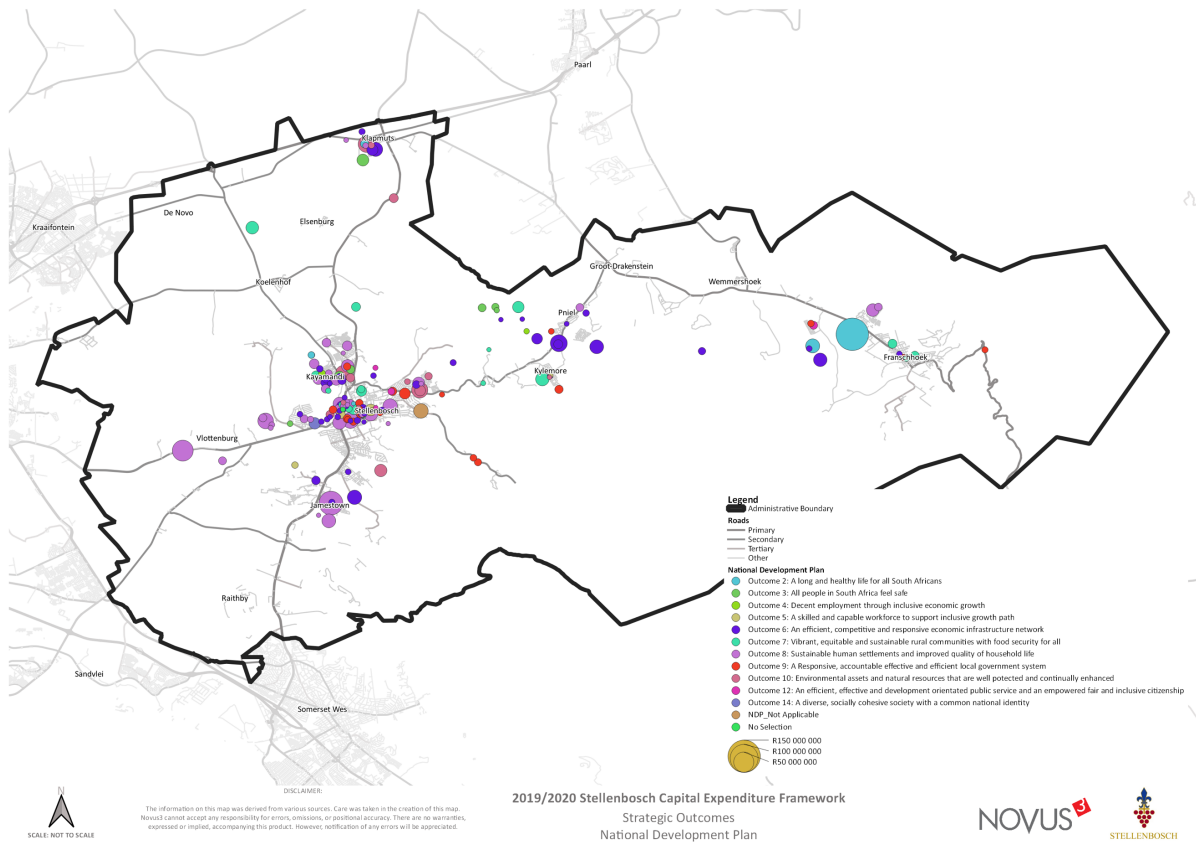 Paarl
Klapmuts
De Novo
Elsenburg
Kraaifontein
Koelenhof
Groot-Drakenstein
Wemmershoek
Pniel
Franschhoek
Kylemore
Kayamandi
Stellenbosch
Vlottenburg
Jamestown
Raithby
Sandvlei
Somerset Wes
Legend
Administrative Boundary
Roads
Primary
Secondary
Tertiary
Other
National Development Plan
Outcome 2: A long and healthy life for all South Africans
Outcome 3: All people in South Africa feel safe
Outcome 4: Decent employment through inclusive economic growth
Outcome 5: A skilled and capable workforce to support inclusive growth path
Outcome 6: An efficient, competitive and responsive economic infrastructure network
Outcome 7: Vibrant, equitable and sustainable rural communities with food security for all
Outcome 8: Sustainable human settlements and improved quality of household life
Outcome 9: A Responsive, accountable effective and efficient local government system
Outcome 10: Environmental assets and natural resources that are well potected and continually enhanced
Outcome 12: An efficient, effective and development orientated public service and an empowered fair and inclusive citizenship
Outcome 14: A diverse, socially cohesive society with a common national identity
NDP_Not Applicable
No Selection
R150 000 000
R100 000 000
R50 000 000
N
SCALE: NOT TO SCALE
DISCLAIMER:
The information on this map was derived from various sources. Care was taken in the creation of this map.
Novus3 cannot accept any responsibility for errors, omissions, or positional accuracy. There are no warranties,
expressed or implied, accompanying this product. However, notification of any errors will be appreciated.
2019/2020 Stellenbosch Capital Expenditure Framework
Strategic Outcomes
National Development Plan
NOVUS3
STELLENBOSCH